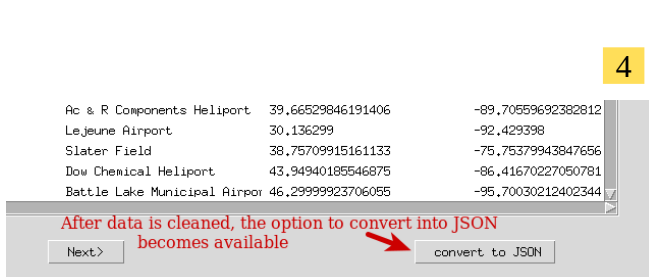 4
Ac & R Components Heliport 39.66529846191406 -89.70559692382812
Lejeune Airport 30.136299 -92.429398
Slater Field 38.75709915161133 -75.75379943847656
Dow Chemical Heliport 43.94940185546875 -86.41670227050781
Battle Lake Municipal Airpor 46.29999923706055 -95.70030212402344
After data is cleaned, the option to convert into JSON
becomes available
Next> convert to JSON